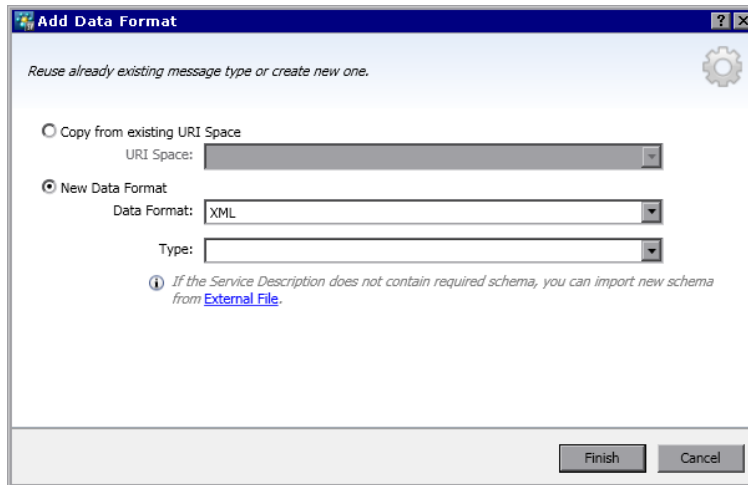 Add Data Format
Reuse already existing message type or create new one.
Copy from existing URI Space
URI Space:
New Data Format
Data Format: XML
Type:
If the Service Description does not contain required schema, you can import new schema
from External File.
Finish Cancel